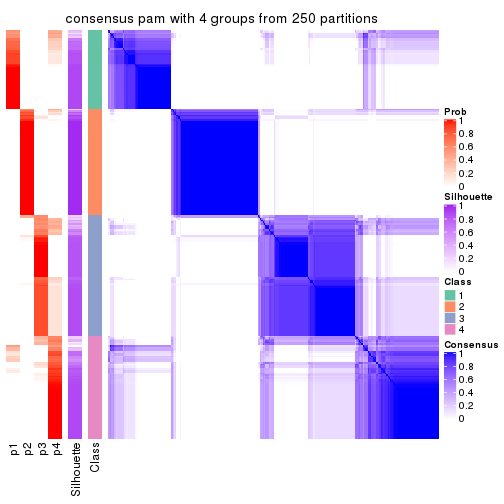 consensus pam with 4 groups from 250 partitions
Prob
1
0.8
0.6
0.4
0.2
0
Silhouette
1
0.8
0.6
0.4
0.2
0
Class
1
2
3
4
Consensus
1
0.8
0.6
0.4
0.2
0
p1
p2
p3
p4
Silhouette
Class